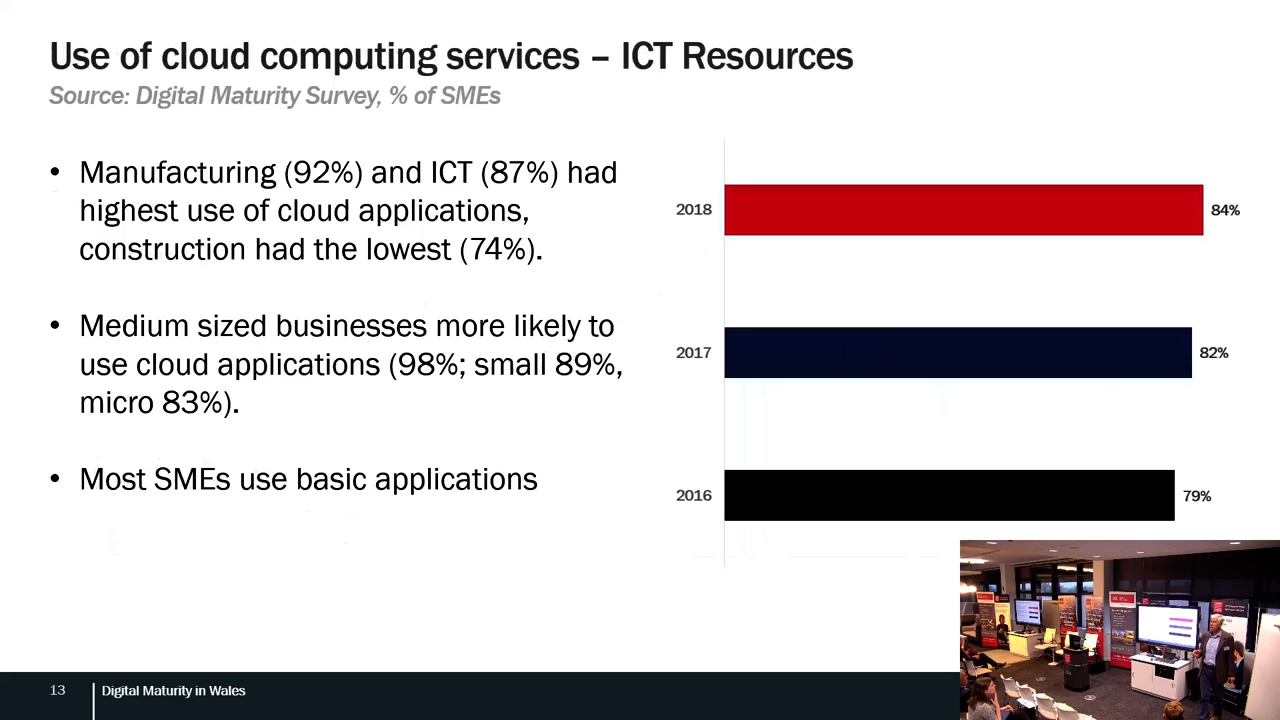 Use of cloud computing services – ICT Resources
Source: Digital Maturity Survey, % of SMEs
• Manufacturing (92%) and ICT (87%) had
highest use of cloud applications,
construction had the lowest (74%).
• Medium sized businesses more likely to
use cloud applications (98%; small 89%,
micro 83%).
• Most SMEs use basic applications
2018 84%
2017 82%
2016 79%
13 Digital Maturity in Wales